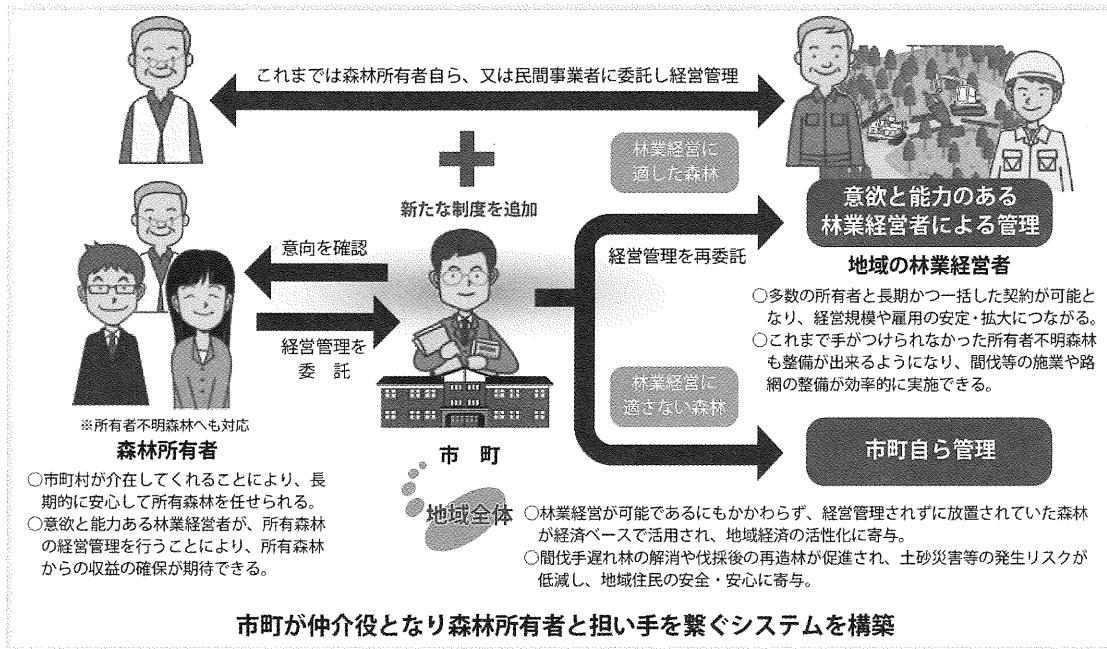 これまでは森林所有者自ら、又は民間事業者に委託し経営管理
新たな制度を追加
林業経営に
適した森林
意欲と能力のある
林業経営者による管理
意向を確認
経営管理を再委託
地域の林業経営者
○多数の所有者と長期かつ一括した契約が可能と
なり、経営規模や雇用の安定・拡大につながる。
○これまで手がつけられなかった所有者不明森林
も整備が出来るようになり、間伐等の施業や路
網の整備が効率的に実施できる。
経営管理を
委 託
林業経営に
適さない森林
※所有者不明森林へも対応
森林所有者
市 町
市町自ら管理
○市町村が介在してくれることにより、長
期的に安心して所有森林を任せられる。
○意欲と能力ある林業経営者が、所有森林
の経営管理を行うことにより、所有森林
からの収益の確保が期待できる。
地域全体
○林業経営が可能であるにもかかわらず、経営管理されずに放置されていた森林
が経済ベースで活用され、地域経済の活性化に寄与。
○間伐手遅れ林の解消や伐採後の再造林が促進され、土砂災害等の発生リスクが
低減し、地域住民の安全・安心に寄与。
市町が仲介役となり森林所有者と担い手を繋ぐシステムを構築